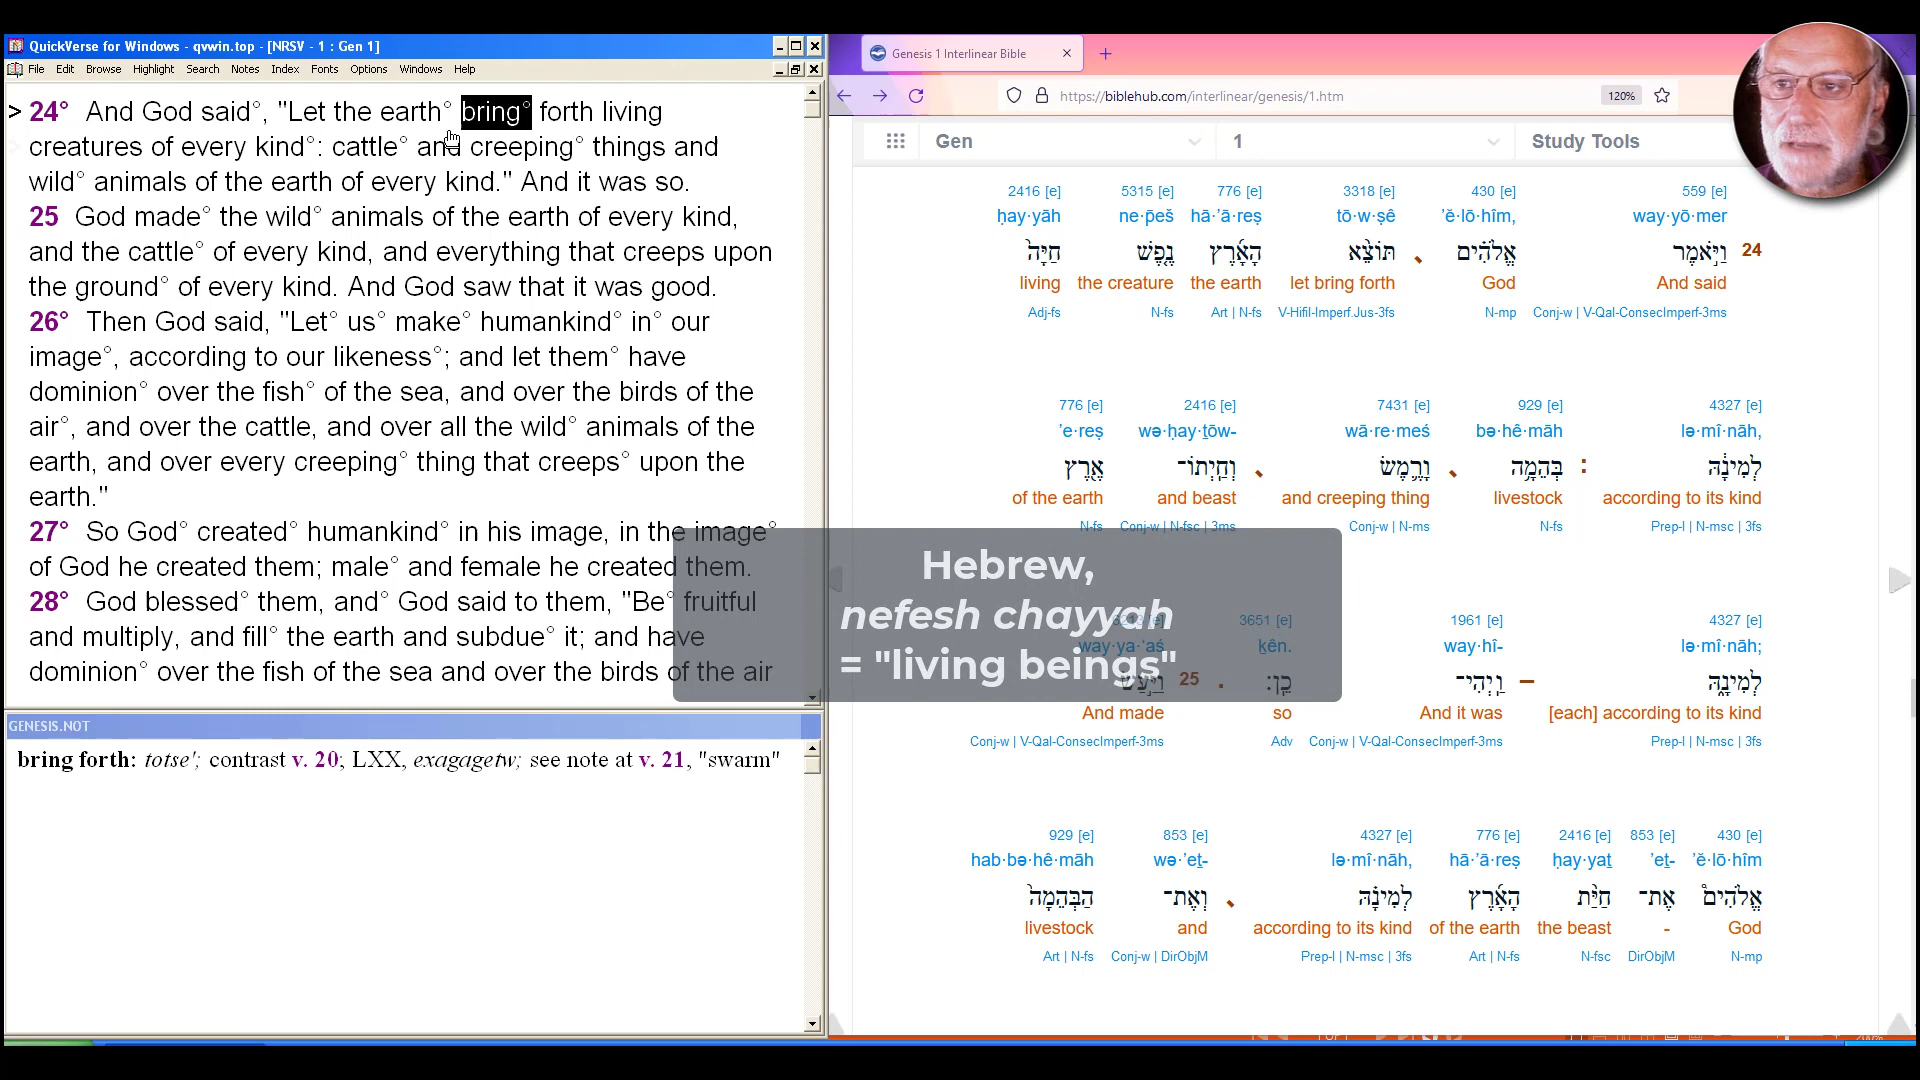 QuickVerse for Windows - qvwin.top - [NRSV - 1 : Gen 1]
File Edit Browse Highlight Search Notes Index Fonts Options Windows Help
> 24° And God said°, "Let the earth° bring° forth living
creatures of every kind°: cattle° and creeping° things and
wild° animals of the earth of every kind." And it was so.
25 God made° the wild° animals of the earth of every kind,
and the cattle° of every kind, and everything that creeps upon
the ground° of every kind. And God saw that it was good.
26° Then God said, "Let° us° make° humankind° in° our
image°, according to our likeness°; and let them° have
dominion° over the fish° of the sea, and over the birds of the
air°, and over the cattle, and over all the wild° animals of the
earth, and over every creeping° thing that creeps° upon the
earth."
27° So God° created° humankind° in his image, in the image°
of God he created them; male° and female he created them.
28° God blessed° them, and° God said to them, "Be° fruitful
and multiply, and fill° the earth and subdue° it; and have
dominion° over the fish of the sea and over the birds of the air
GENESIS.NOT
bring forth: totse'; contrast v. 20; LXX, exagagetw; see note at v. 21, "swarm"
Genesis 1 Interlinear Bible
https://biblehub.com/interlinear/genesis/1.htm
120%
Gen 1 Study Tools
2416 [e] 5315 [e] 776 [e] 3318 [e] 430 [e] 559 [e]
ḥay·yāh ne·p̄eš hā·’ā·reṣ tō·w·ṣê ’ĕ·lō·hîm, way·yō·mer
24 וַיֹּ֣אמֶר אֱלֹהִ֗ים תּוֹצֵ֨א הָאָ֜רֶץ נֶ֤פֶשׁ חַיָּה֙
living the creature the earth let bring forth God And said
Adj-fs N-fs Art | N-fs V-Hifil-Imperf.Jus-3fs N-mp Conj-w | V-Qal-ConsecImperf-3ms
776 [e] 2416 [e] 7431 [e] 929 [e] 4327 [e]
’e·reṣ wə·ḥay·ṯōw- wā·re·meś bə·hê·māh lə·mî·nāh,
לְמִינָ֔הּ : בְּהֵמָ֥ה וָרֶ֛מֶשׂ וְחַֽיְתוֹ־ אֶ֖רֶץ
of the earth and beast and creeping thing livestock according to its kind
N-fs Conj-w | N-fsc | 3ms Conj-w | N-ms N-fs Prep-l | N-msc | 3fs
Hebrew,
nefesh chayyah
= "living beings"
3651 [e] 1961 [e] 4327 [e]
way·ya·‘aś ḵên. way·hî- lə·mî·nāh;
לְמִינָ֑הּ – וַֽיְהִי־ כֵֽן׃ . 25 וַיַּ֣עַשׂ
And made so And it was [each] according to its kind
Conj-w | V-Qal-ConsecImperf-3ms Adv Conj-w | V-Qal-ConsecImperf-3ms Prep-l | N-msc | 3fs
929 [e] 853 [e] 4327 [e] 776 [e] 2416 [e] 853 [e] 430 [e]
hab·bə·hê·māh wə·’eṯ- lə·mî·nāh, hā·’ā·reṣ ḥay·yaṯ ’eṯ- ’ĕ·lō·hîm
אֱלֹהִים֩ אֶת־ חַיַּ֨ת הָאָ֜רֶץ לְמִינָ֗הּ וְאֶת־ הַבְּהֵמָה֙
livestock and according to its kind of the earth the beast - God
Art | N-fs Conj-w | DirObjM Prep-l | N-msc | 3fs Art | N-fs N-fsc DirObjM N-mp